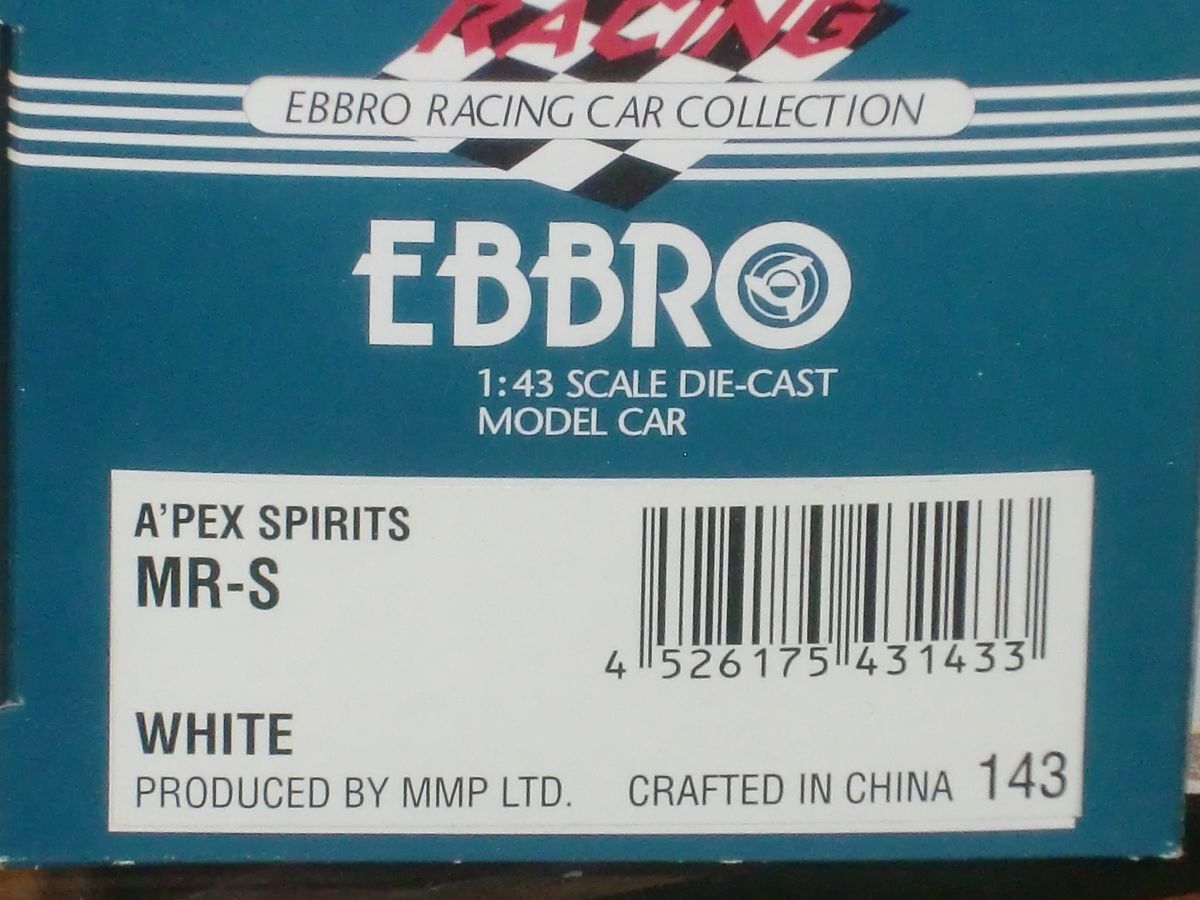 RACING
EBBRO RACING CAR COLLECTION
EBBRO
1:43 SCALE DIE-CAST
MODEL CAR
A'PEX SPIRITS
MR-S
4 526175 431433
WHITE
PRODUCED BY MMP LTD. CRAFTED IN CHINA 143